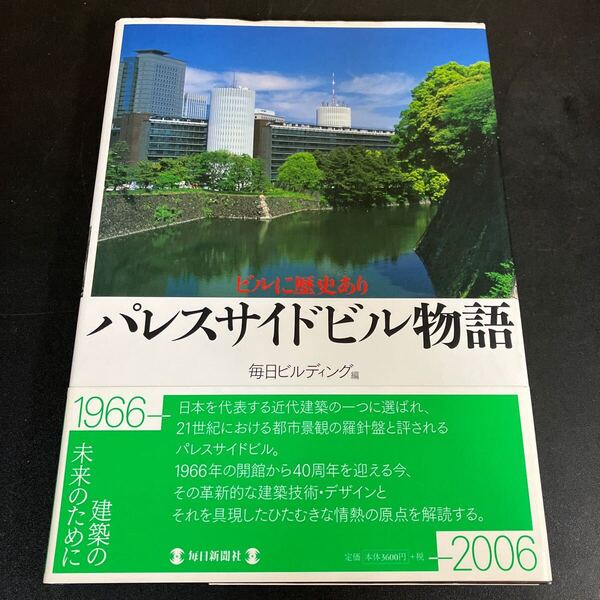 ビルに歴史あり
パレスサイドビル物語
毎日ビルディング編
1966—
建築の
未来のために
日本を代表する近代建築の一つに選ばれ、
21世紀における都市景観の羅針盤と評される
パレスサイドビル。
1966年の開館から40周年を迎える今、
その革新的な建築技術・デザインと
それを具現したひたむきな情熱の原点を解読する。
毎日新聞社
定価 本体3600円 +税
—2006